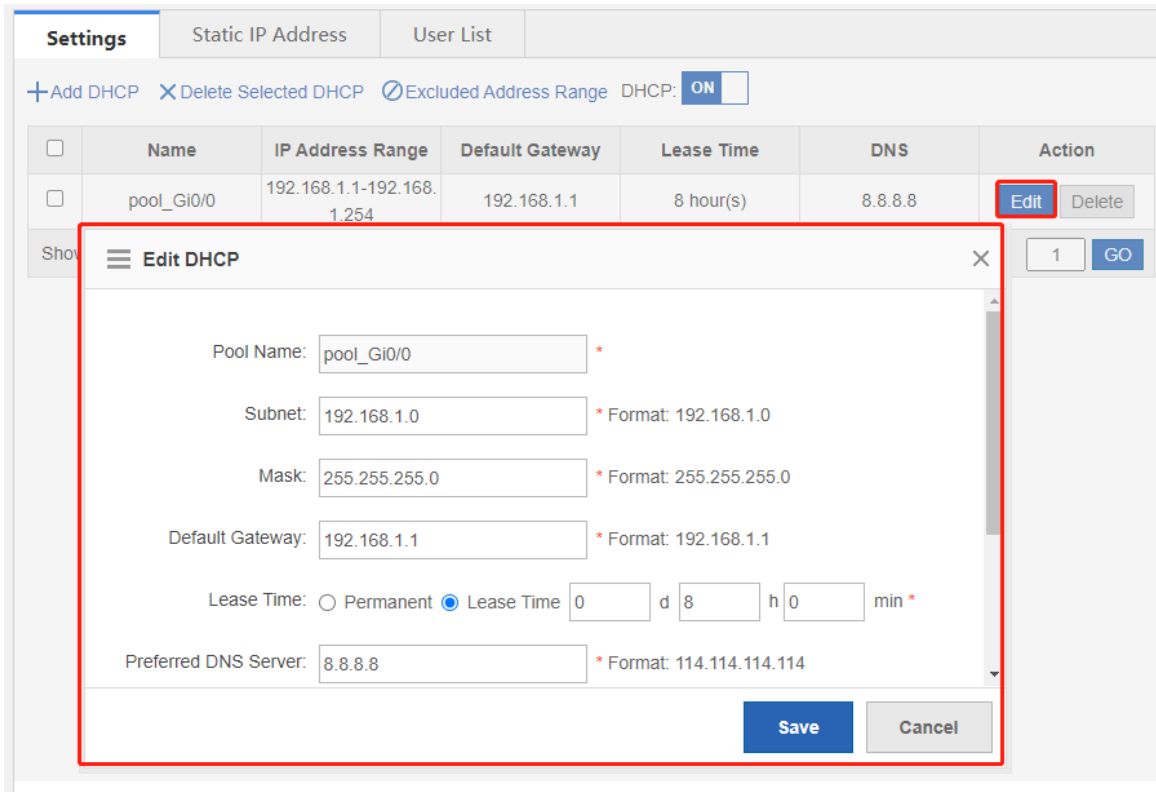 Settings Static IP Address User List
Add DHCP Delete Selected DHCP Excluded Address Range DHCP: ON
Name IP Address Range Default Gateway Lease Time DNS Action
pool_Gi0/0 192.168.1.1-192.168. 192.168.1.1 8 hour(s) 8.8.8.8 Edit Delete
1.254
Edit DHCP
1 GO
Pool Name: pool_Gi0/0 *
Subnet: 192.168.1.0 * Format: 192.168.1.0
Mask: 255.255.255.0 * Format: 255.255.255.0
Default Gateway: 192.168.1.1 * Format: 192.168.1.1
Lease Time: Permanent Lease Time 0 d 8 h 0 min *
Preferred DNS Server: 8.8.8.8 * Format: 114.114.114.114
Save Cancel